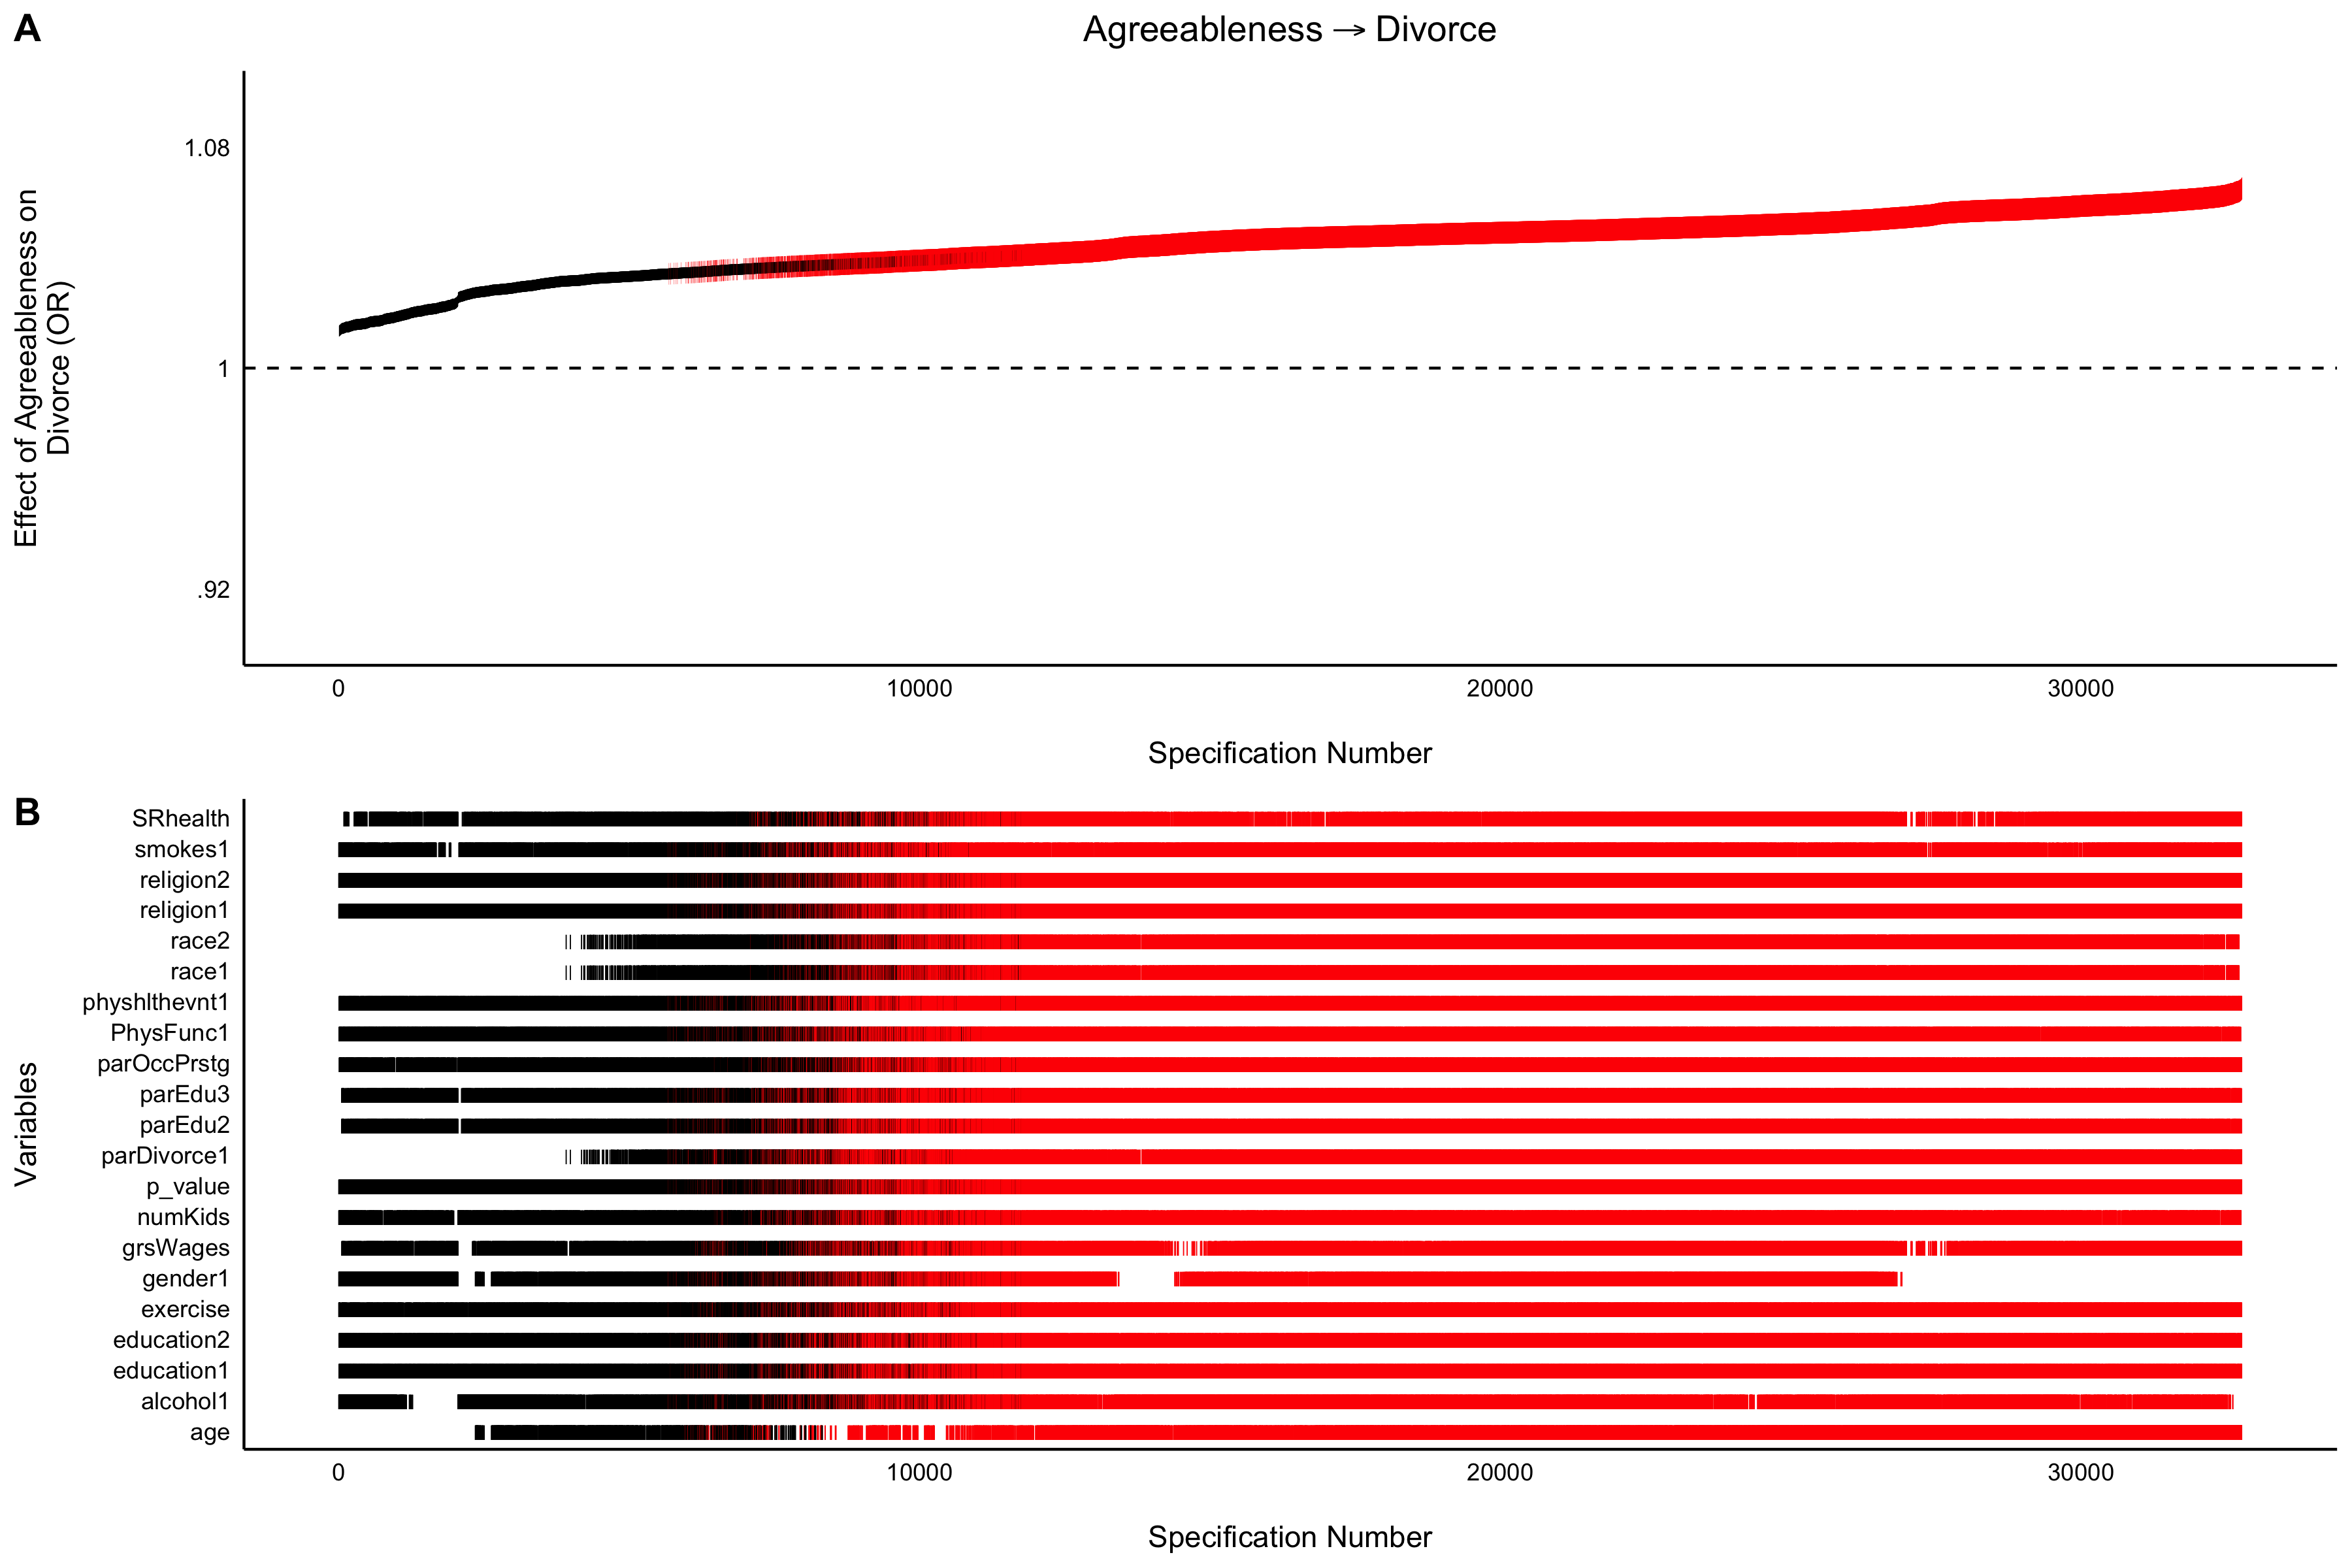 A
Agreeableness → Divorce
Effect of Agreeableness on
Divorce (OR)
1.08
1
.92
0 10000 20000 30000
Specification Number
B
Variables
SRhealth
smokes1
religion2
religion1
race2
race1
physhlthevnt1
PhysFunc1
parOccPrstg
parEdu3
parEdu2
parDivorce1
p_value
numKids
grsWages
gender1
exercise
education2
education1
alcohol1
age
0 10000 20000 30000
Specification Number